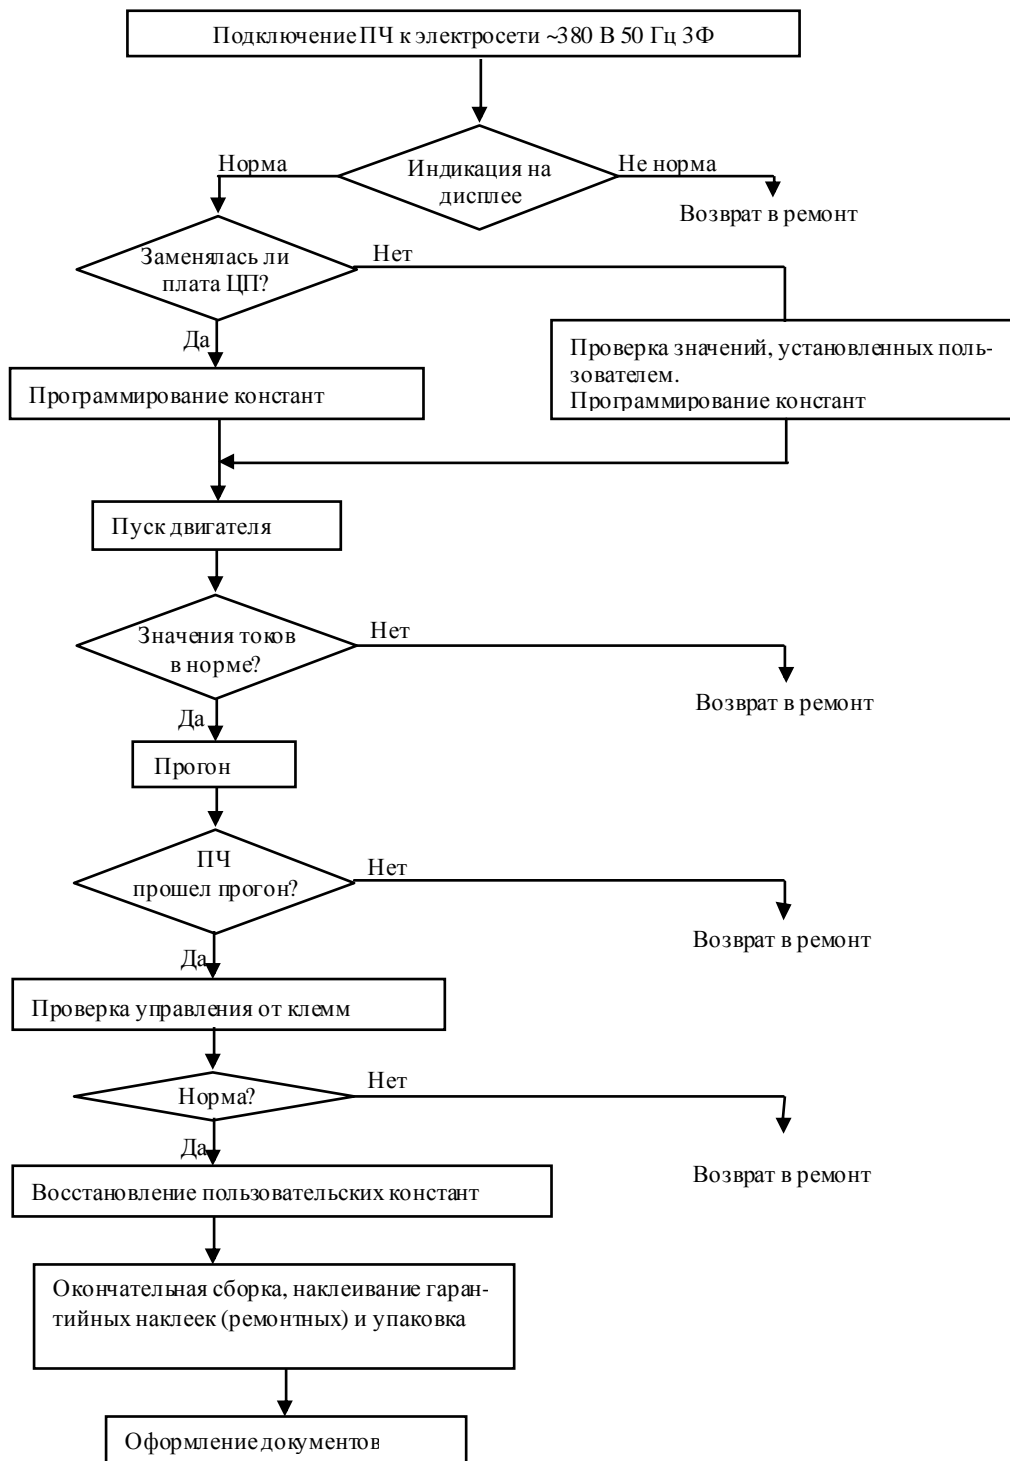 Подключение ПЧ к электросети ~380 В 50 Гц 3Ф
Норма
Индикация на
дисплее
Не норма
Возврат в ремонт
Заменялась ли
плата ЦП?
Нет
Да
Проверка значений, установленных поль-
зователем.
Программирование констант
Программирование констант
Пуск двигателя
Значения токов
в норме?
Нет
Возврат в ремонт
Да
Прогон
ПЧ
прошел прогон?
Нет
Возврат в ремонт
Да
Проверка управления от клемм
Норма?
Нет
Возврат в ремонт
Да
Восстановление пользовательских констант
Окончательная сборка, наклеивание гаран-
тийных наклеек (ремонтных) и упаковка
Оформление документов